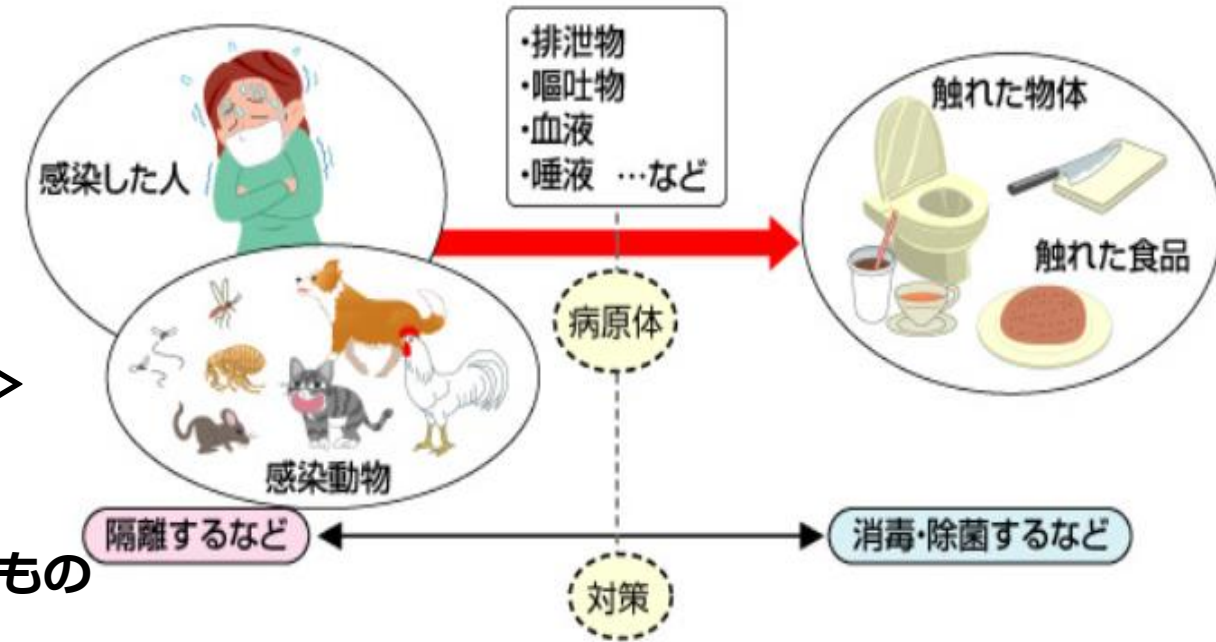 ・排泄物
・嘔吐物
・血液
・唾液 …など
感染した人
触れた物体
触れた食品
病原体
>
感染動物
隔離するなど
消毒・除菌するなど
もの
対策